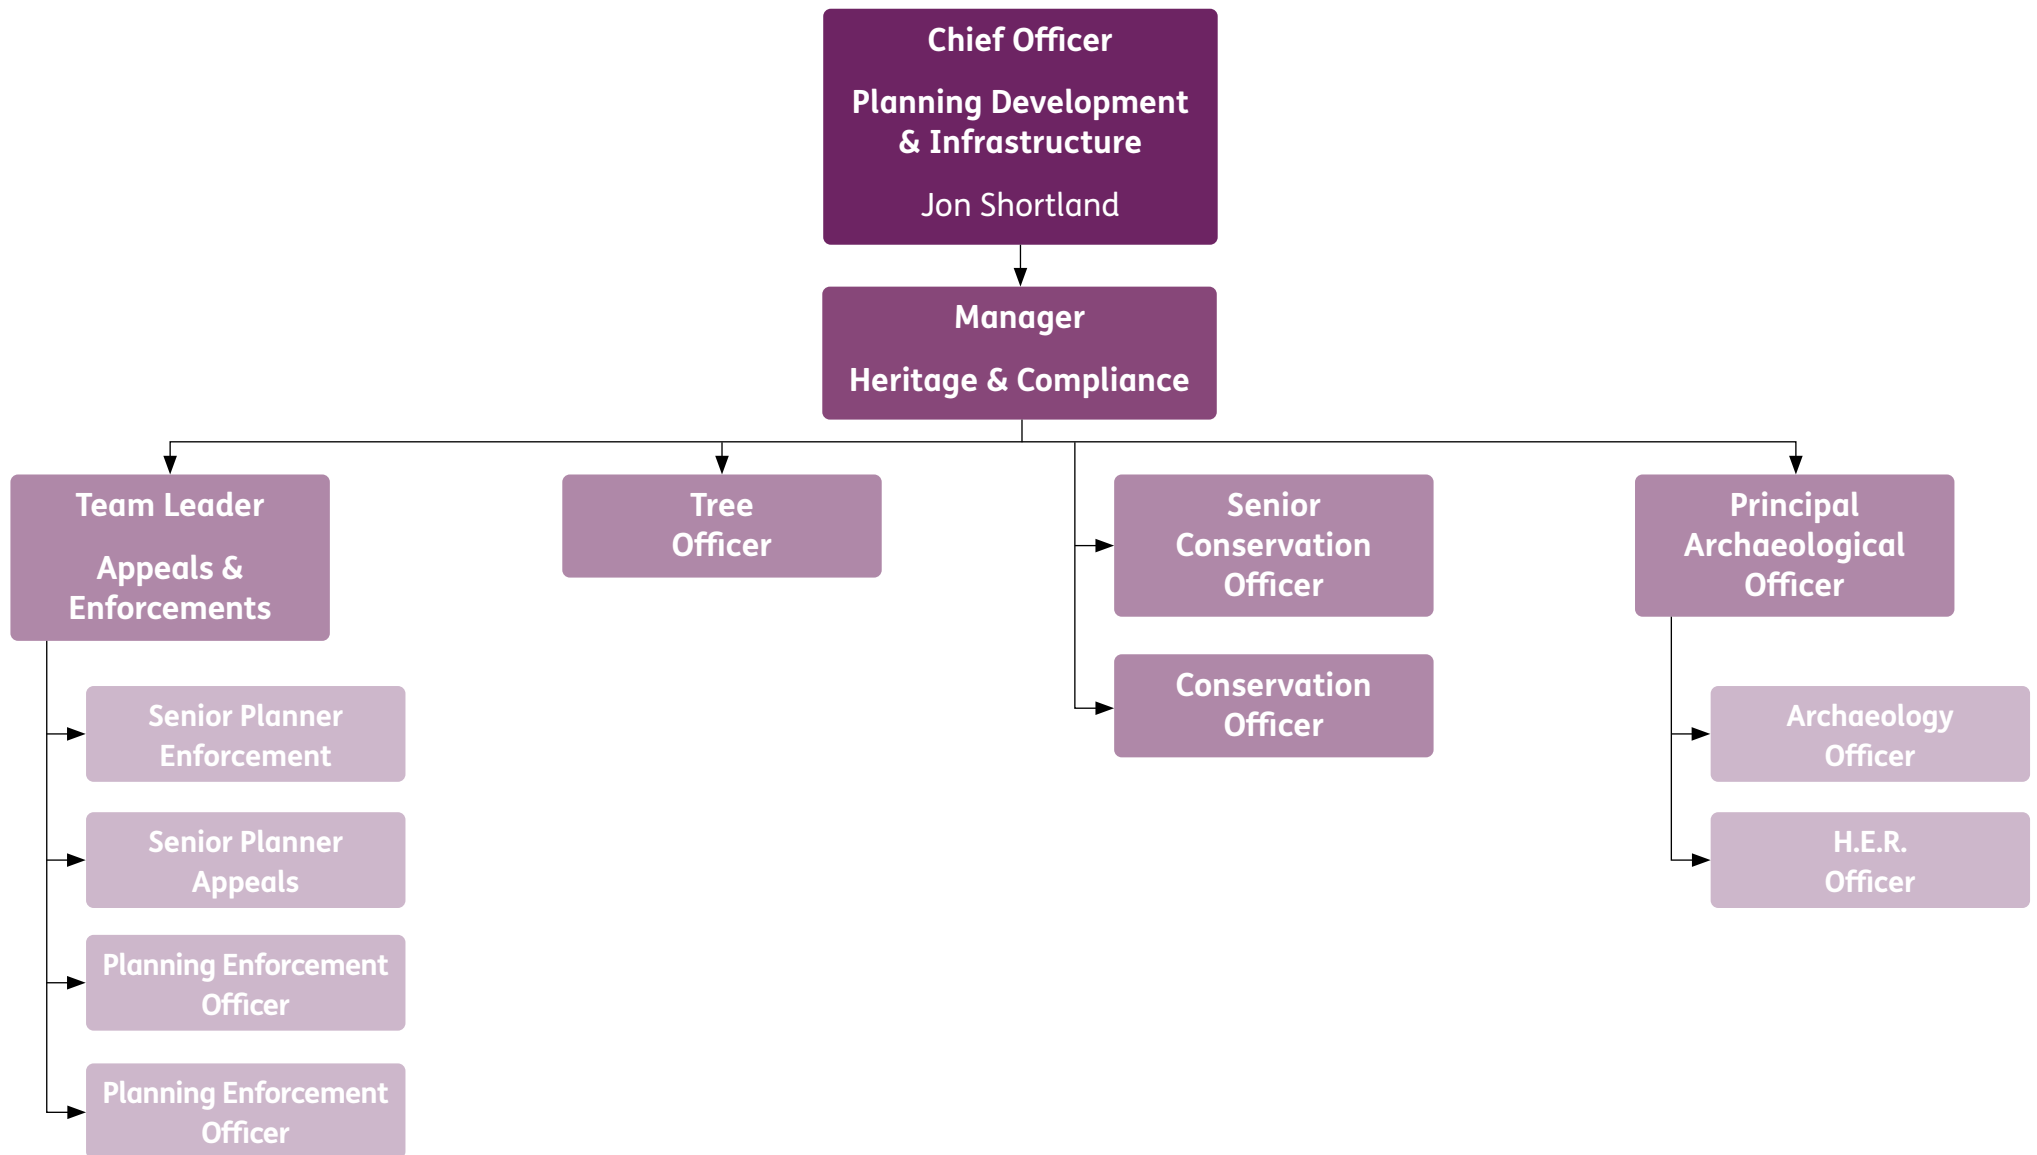 Chief Officer
Planning Development
& Infrastructure
Jon Shortland
Manager
Heritage & Compliance
Team Leader
Appeals &
Enforcements
Senior Planner
Enforcement
Senior Planner
Appeals
Planning Enforcement
Officer
Planning Enforcement
Officer
Tree
Officer
Senior
Conservation
Officer
Conservation
Officer
Principal
Archaeological
Officer
Archaeology
Officer
H.E.R.
Officer